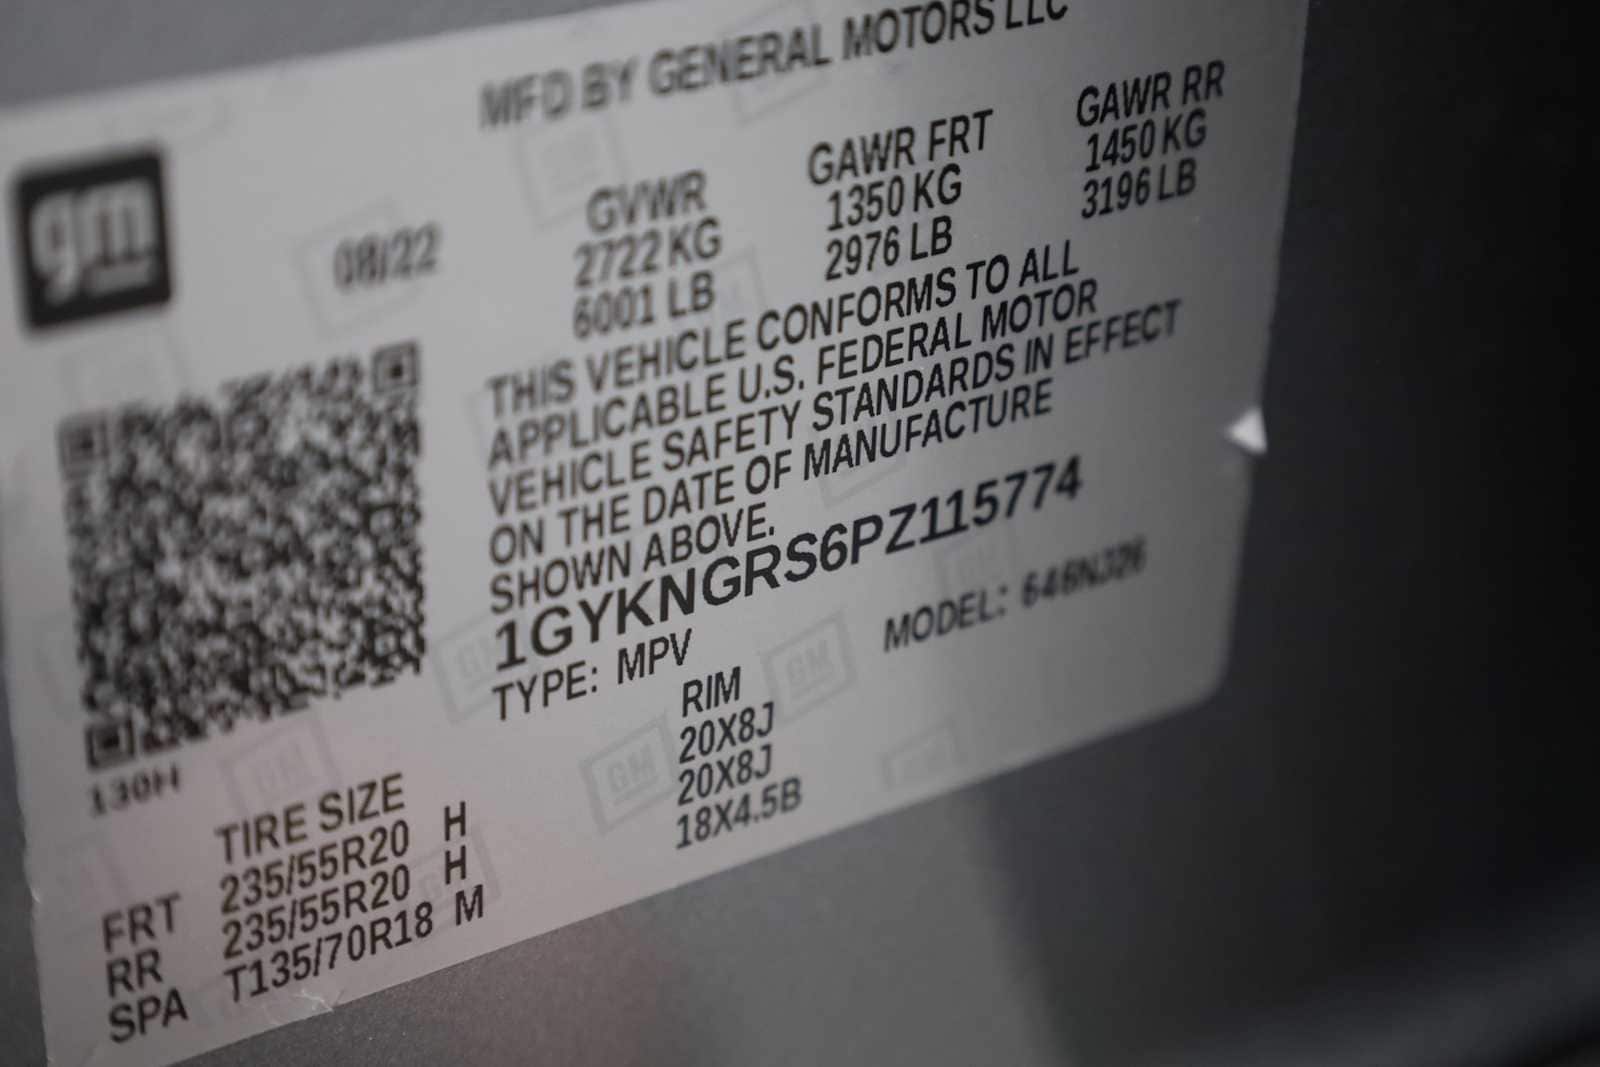 MFD BY GENERAL MOTORS LLC
gm
08/22
GVWR
2722 KG
6001 LB
GAWR FRT
1350 KG
2976 LB
GAWR RR
1450 KG
3196 LB
THIS VEHICLE CONFORMS TO ALL
APPLICABLE U.S. FEDERAL MOTOR
VEHICLE SAFETY STANDARDS IN EFFECT
ON THE DATE OF MANUFACTURE
SHOWN ABOVE.
1GYKNGRS6PZ115774
TYPE: MPV
MODEL: 646NJ26
130H
TIRE SIZE RIM
FRT 235/55R20 H 20X8J
RR 235/55R20 H 20X8J
SPA T135/70R18 M 18X4.5B